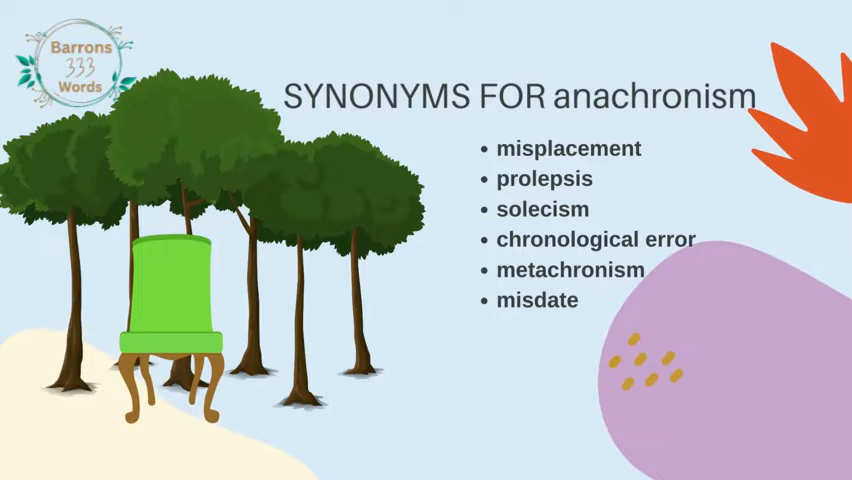 Barrons
333
Words
SYNONYMS FOR anachronism
• misplacement
• prolepsis
• solecism
• chronological error
• metachronism
• misdate